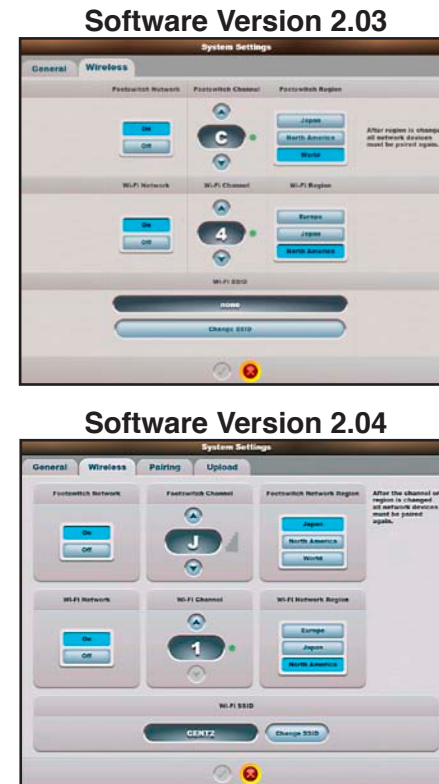 Software Version 2.03
System Settings
General Wireless
Footswitch Network Footswitch Channel Footswitch Region
On
Off
C
Japan
North America
World
After region is changed
all network devices
must be paired again.
Wi-Fi Network Wi-Fi Channel Wi-Fi Region
On
Off
4
Europe
Japan
North America
Wi-Fi SSID
NONE
Change SSID
Software Version 2.04
System Settings
General Wireless Pairing Upload
Footswitch Network Footswitch Channel Footswitch Network Region
On
Off
J
Japan
North America
World
After the channel or
region is changed
all network devices
must be paired
again.
Wi-Fi Network Wi-Fi Channel Wi-Fi Network Region
On
Off
1
Europe
Japan
North America
Wi-Fi SSID
CENT2 Change SSID